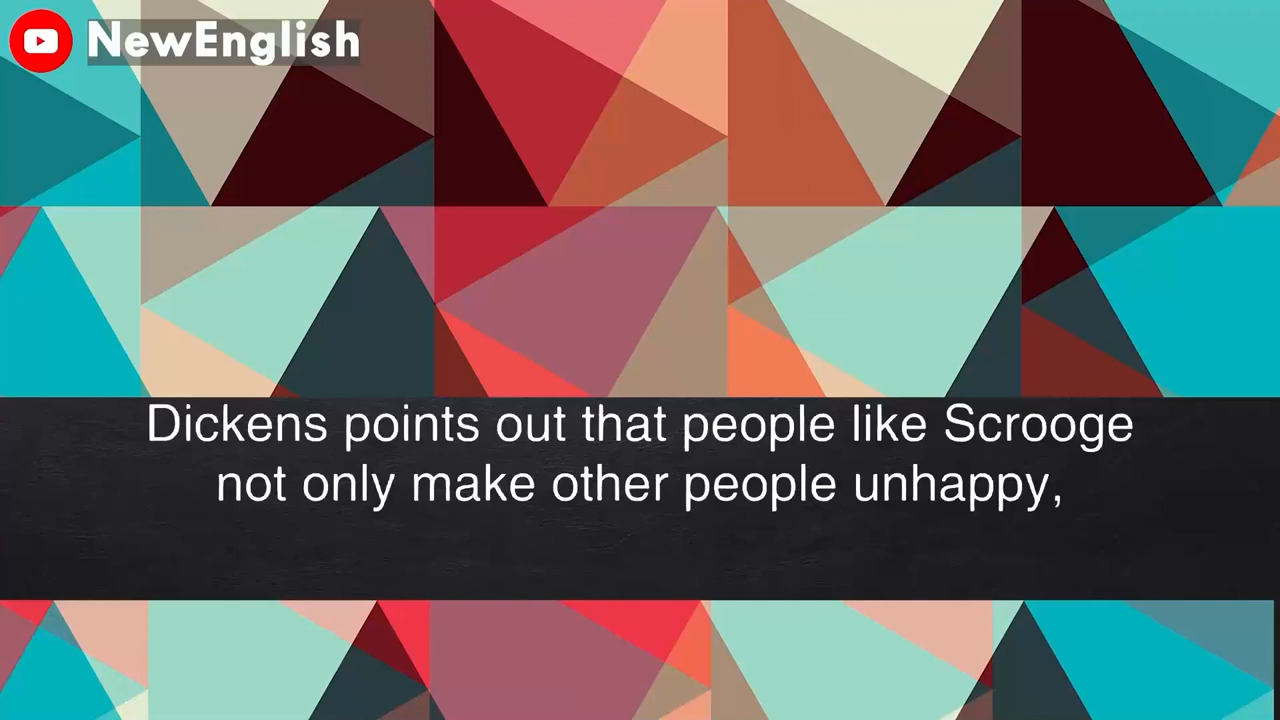 NewEnglish
Dickens points out that people like Scrooge
not only make other people unhappy,